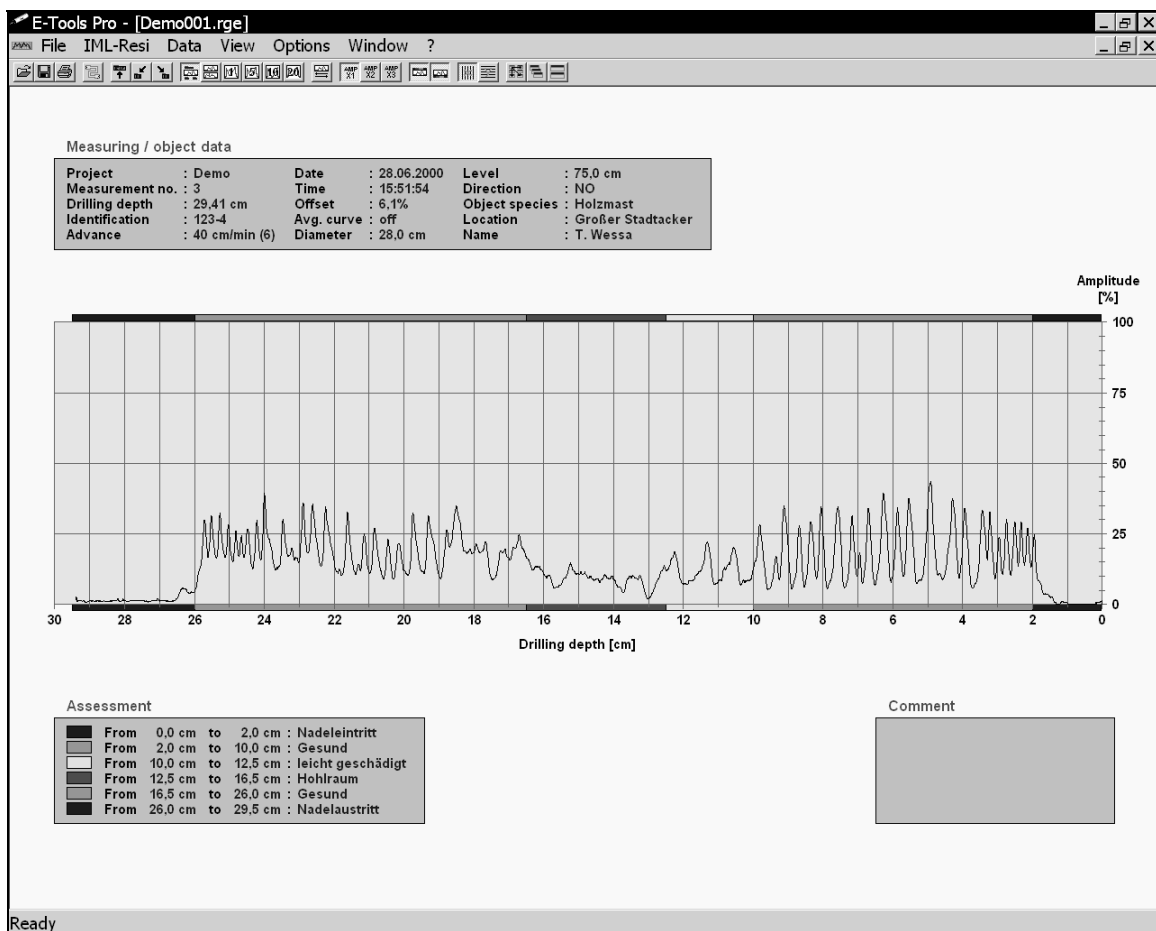 E-Tools Pro - [Demo001.rge]
File IML-Resi Data View Options Window ?
AMP X1 AMP X2 AMP X3
Measuring / object data
Project : Demo Date : 28.06.2000 Level : 75,0 cm
Measurement no. : 3 Time : 15:51:54 Direction : NO
Drilling depth : 29,41 cm Offset : 6,1% Object species : Holzmast
Identification : 123-4 Avg. curve : off Location : Großer Stadtacker
Advance : 40 cm/min (6) Diameter : 28,0 cm Name : T. Wessa
Amplitude
[%]
100
75
50
25
0
30 28 26 24 22 20 18 16 14 12 10 8 6 4 2 0
Drilling depth [cm]
Assessment
From 0,0 cm to 2,0 cm : Nadeleintritt
From 2,0 cm to 10,0 cm : Gesund
From 10,0 cm to 12,5 cm : leicht geschädigt
From 12,5 cm to 16,5 cm : Hohlraum
From 16,5 cm to 26,0 cm : Gesund
From 26,0 cm to 29,5 cm : Nadelaustritt
Comment
Ready